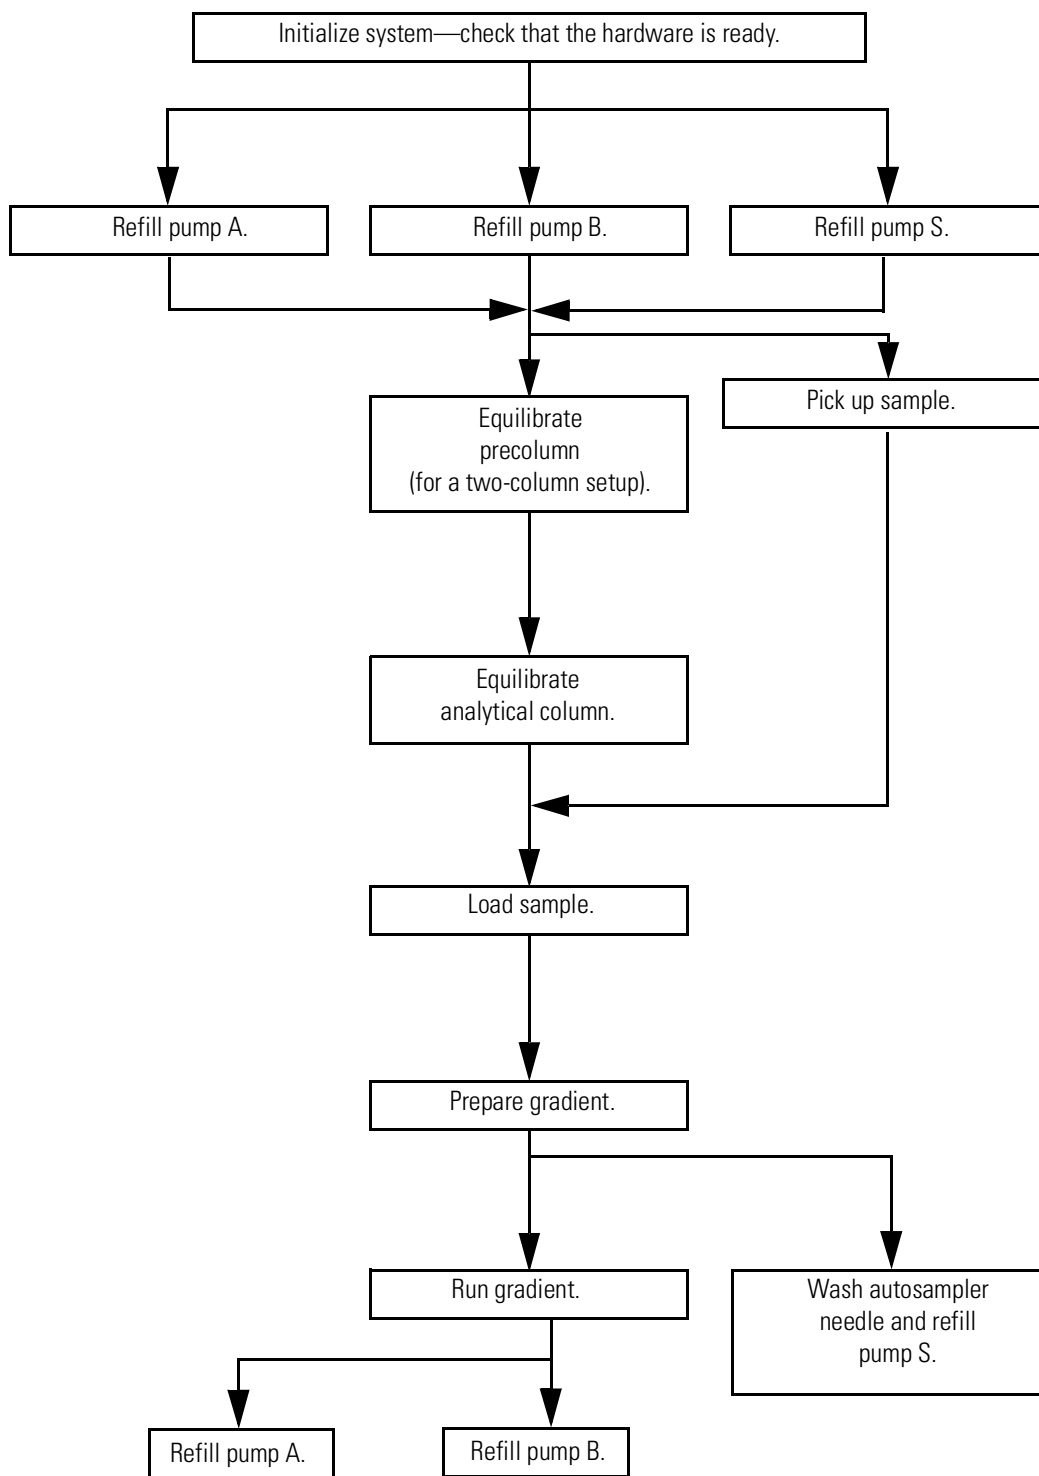 Initialize system—check that the hardware is ready.
Refill pump A.
Refill pump B.
Refill pump S.
Equilibrate
precolumn
(for a two-column setup).
Pick up sample.
Equilibrate
analytical column.
Load sample.
Prepare gradient.
Run gradient.
Wash autosampler
needle and refill
pump S.
Refill pump A.
Refill pump B.